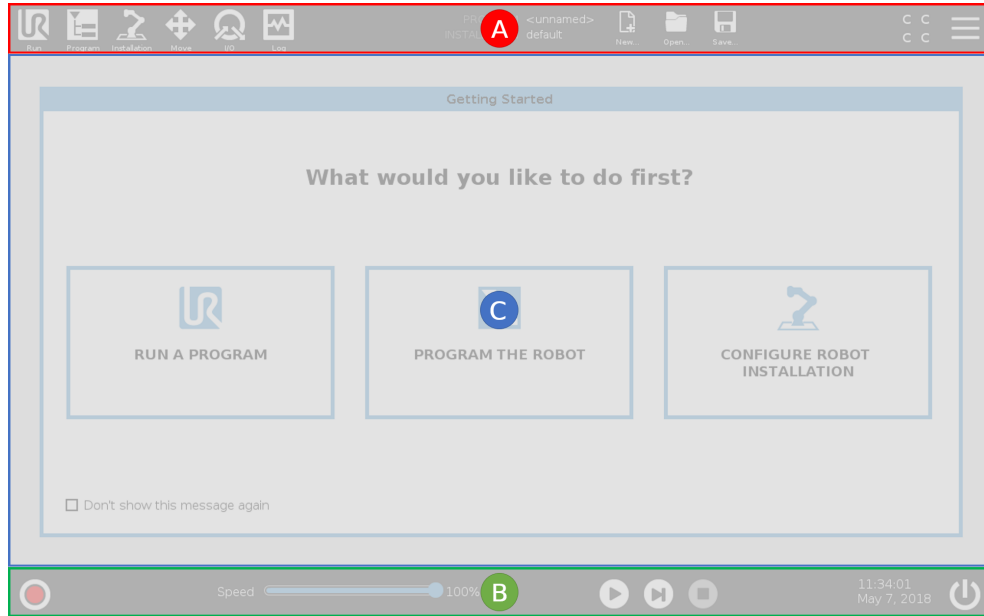 <unnamed>
A
default
C C
C C
Run
Program
Installation
Move
I/O
Log
New...
Open...
Save...
Getting Started
What would you like to do first?
C
RUN A PROGRAM
PROGRAM THE ROBOT
CONFIGURE ROBOT
INSTALLATION
Don't show this message again
Speed
100%
B
11:34:01
May 7, 2018